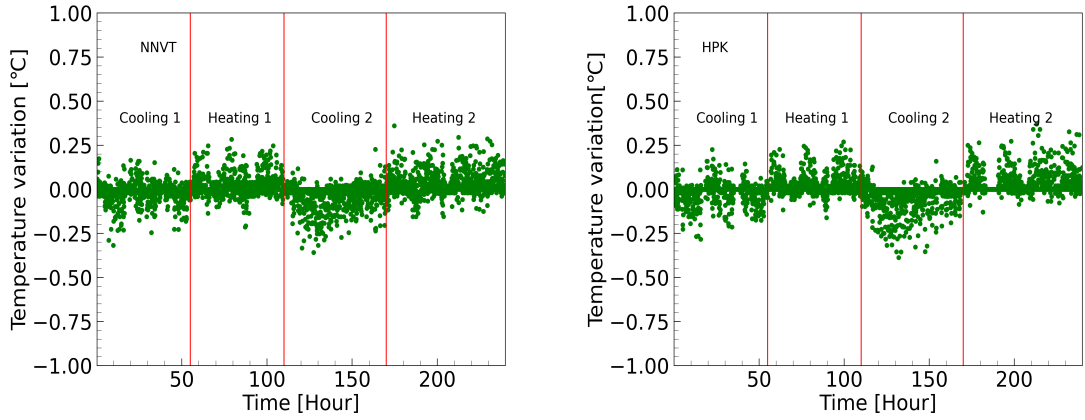 1.00
0.75
0.50
0.25
0.00
−0.25
−0.50
−0.75
−1.00
Temperature variation [℃]
NNVT
Cooling 1 Heating 1 Cooling 2 Heating 2
50 100 150 200
Time [Hour]
1.00
0.75
0.50
0.25
0.00
−0.25
−0.50
−0.75
−1.00
Temperature variation[℃]
HPK
Cooling 1 Heating 1 Cooling 2 Heating 2
50 100 150 200
Time [Hour]